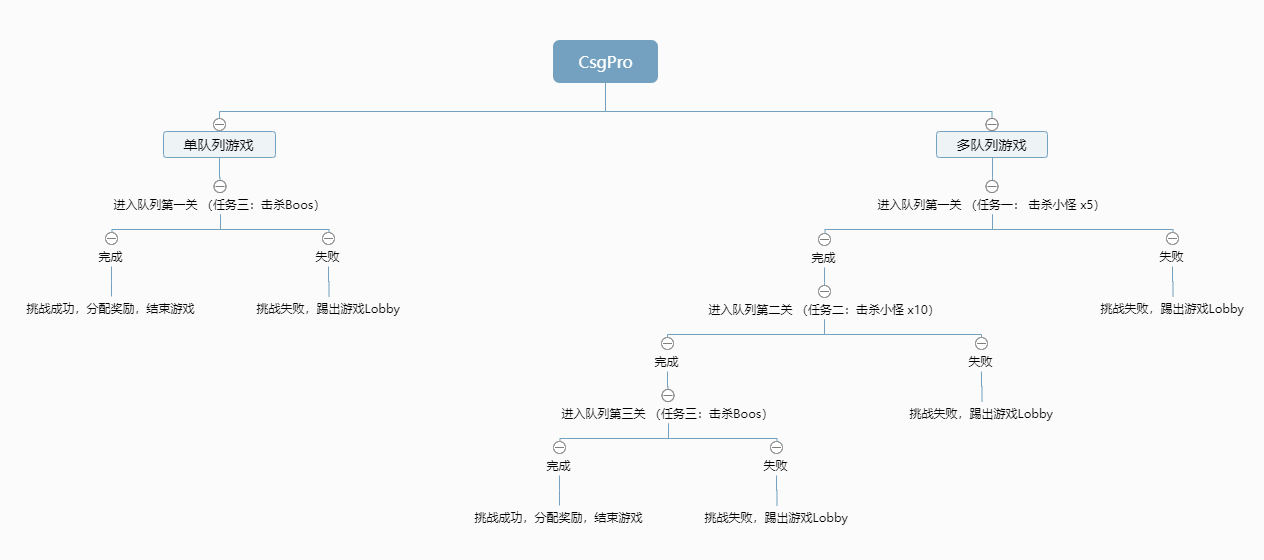 CsgPro
单队列游戏
多队列游戏
进入队列第一关 （任务三：击杀Boos）
进入队列第一关 （任务一： 击杀小怪 x5）
完成
失败
完成
失败
挑战成功，分配奖励，结束游戏
挑战失败，踢出游戏Lobby
进入队列第二关 （任务二：击杀小怪 x10）
挑战失败，踢出游戏Lobby
完成
失败
进入队列第三关 （任务三：击杀Boos）
挑战失败，踢出游戏Lobby
完成
失败
挑战成功，分配奖励，结束游戏
挑战失败，踢出游戏Lobby